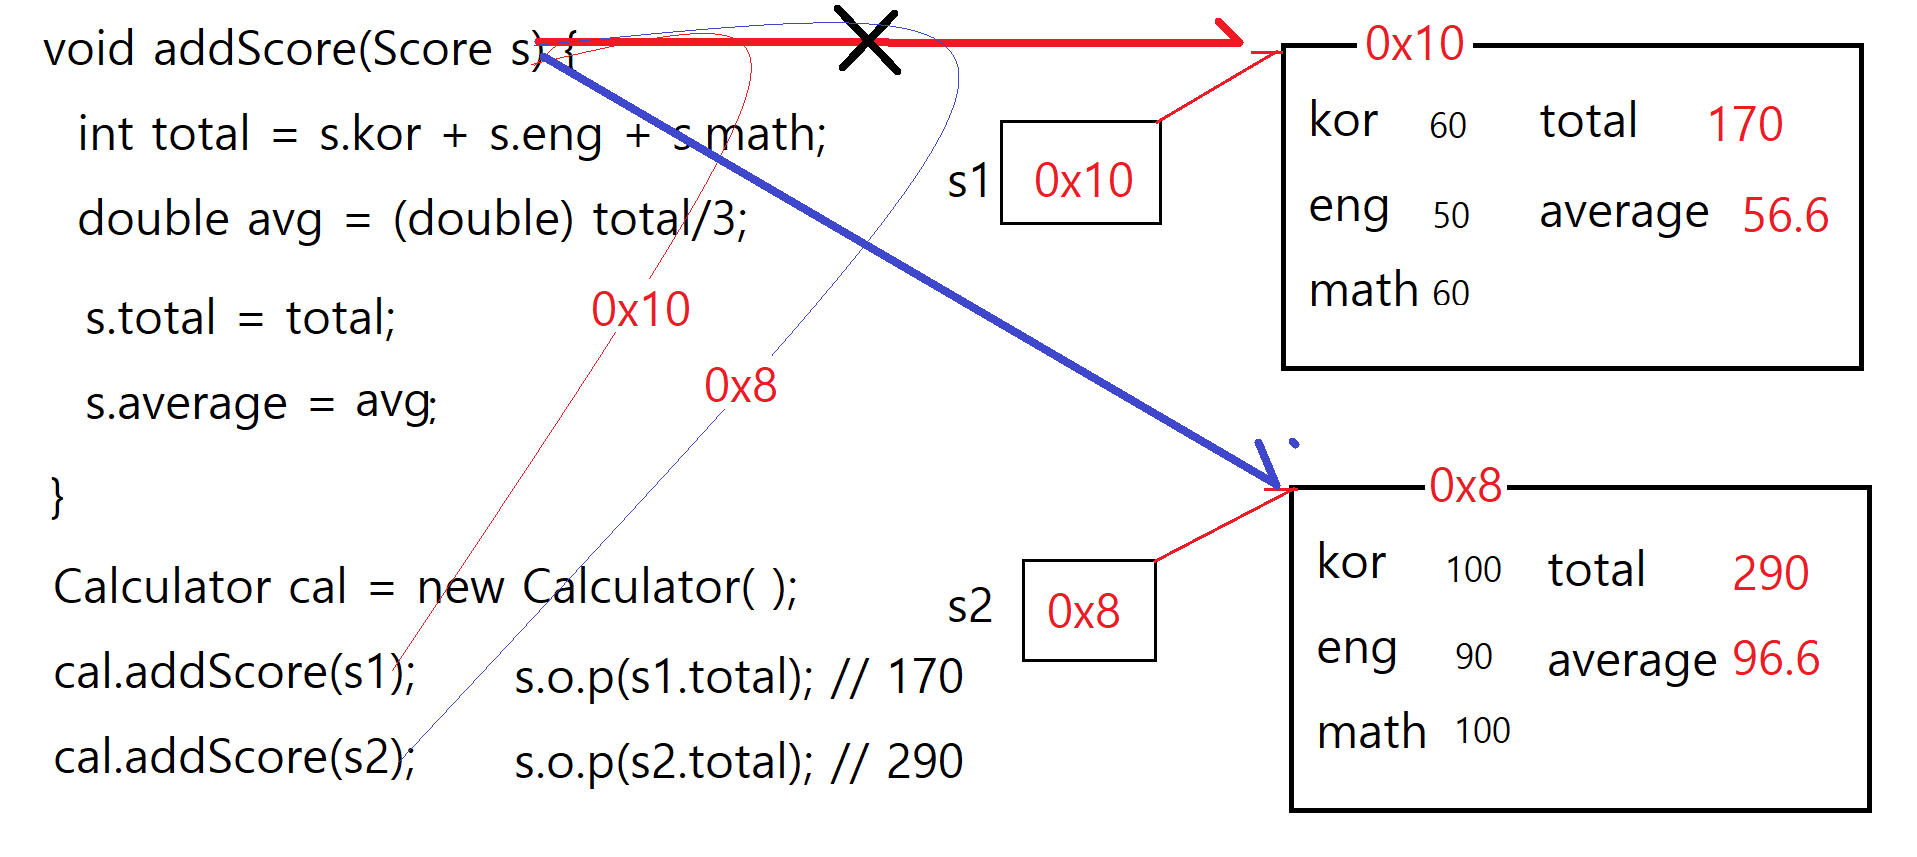 void addScore(Score s) {
int total = s.kor + s.eng + s.math;
double avg = (double) total/3;
s.total = total;
s.average = avg;
}
Calculator cal = new Calculator( );
cal.addScore(s1);
cal.addScore(s2);
s.o.p(s1.total); // 170
s.o.p(s2.total); // 290
0x10
0x8
s1
0x10
0x10
kor 60 total 170
eng 50 average 56.6
math 60
s2
0x8
0x8
kor 100 total 290
eng 90 average 96.6
math 100